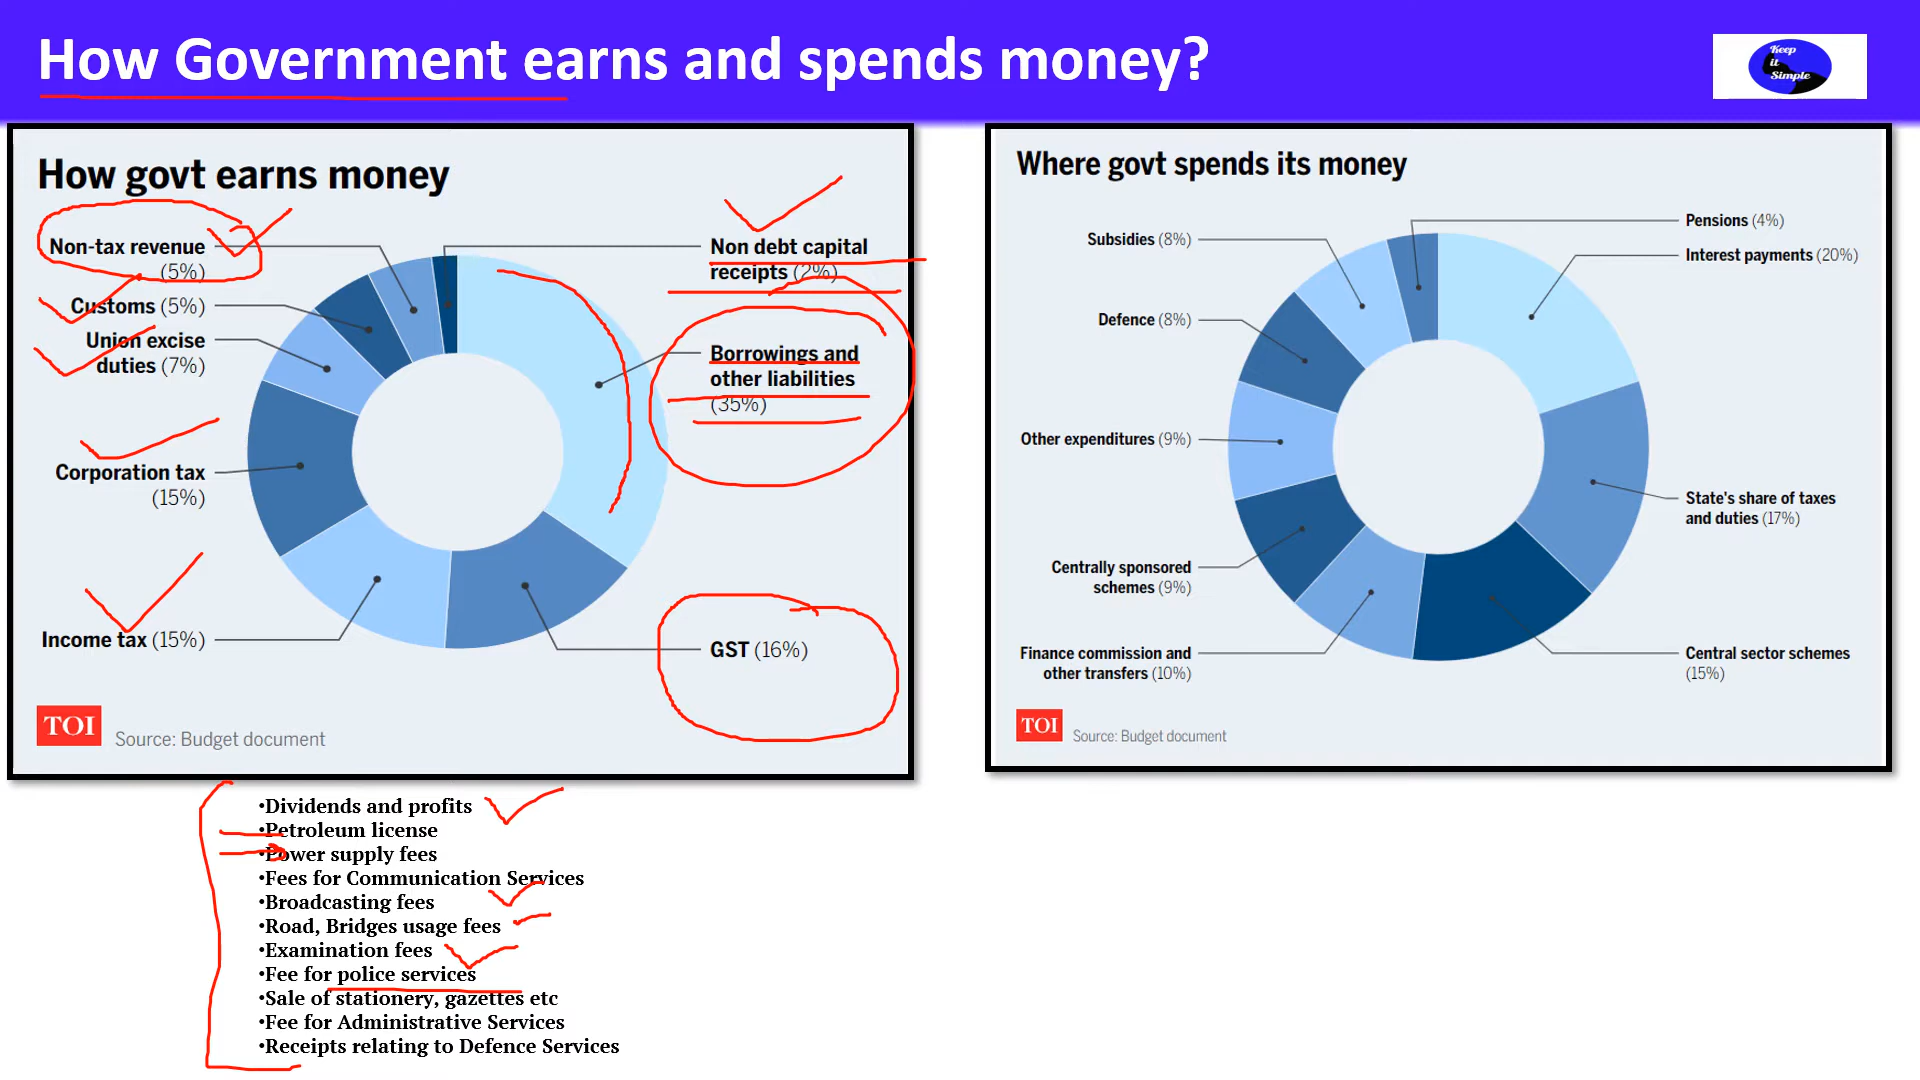 How Government earns and spends money?
Keep
it
Simple
How govt earns money
Non-tax revenue
(5%)
Customs (5%)
Union excise
duties (7%)
Corporation tax
(15%)
Income tax (15%)
Non debt capital
receipts (2%)
Borrowings and
other liabilities
(35%)
GST (16%)
TOI
Source: Budget document
Where govt spends its money
Subsidies (8%)
Defence (8%)
Other expenditures (9%)
Centrally sponsored
schemes (9%)
Finance commission and
other transfers (10%)
Pensions (4%)
Interest payments (20%)
State's share of taxes
and duties (17%)
Central sector schemes
(15%)
TOI
Source: Budget document
•Dividends and profits
•Petroleum license
•Power supply fees
•Fees for Communication Services
•Broadcasting fees
•Road, Bridges usage fees
•Examination fees
•Fee for police services
•Sale of stationery, gazettes etc
•Fee for Administrative Services
•Receipts relating to Defence Services